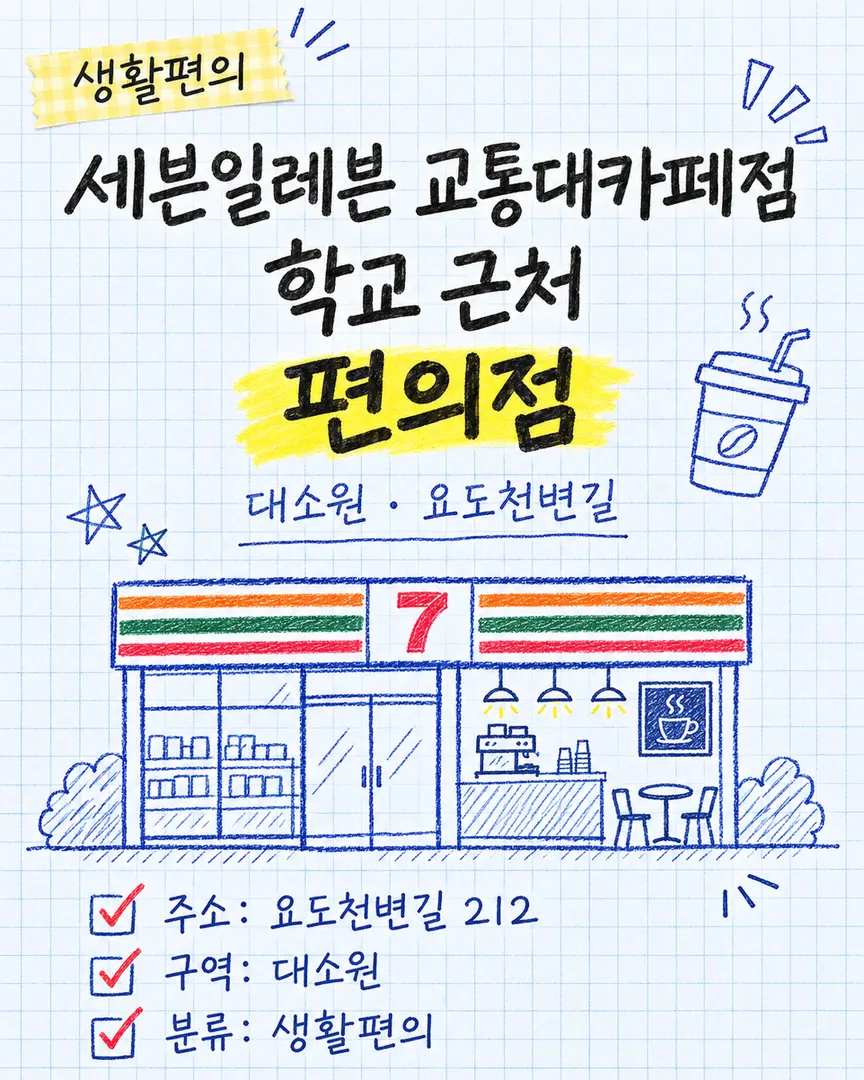 생활편의
세븐일레븐 교통대카페점
학교 근처
편의점
대소원 · 요도천변길
7
주소: 요도천변길 212
구역: 대소원
분류: 생활편의